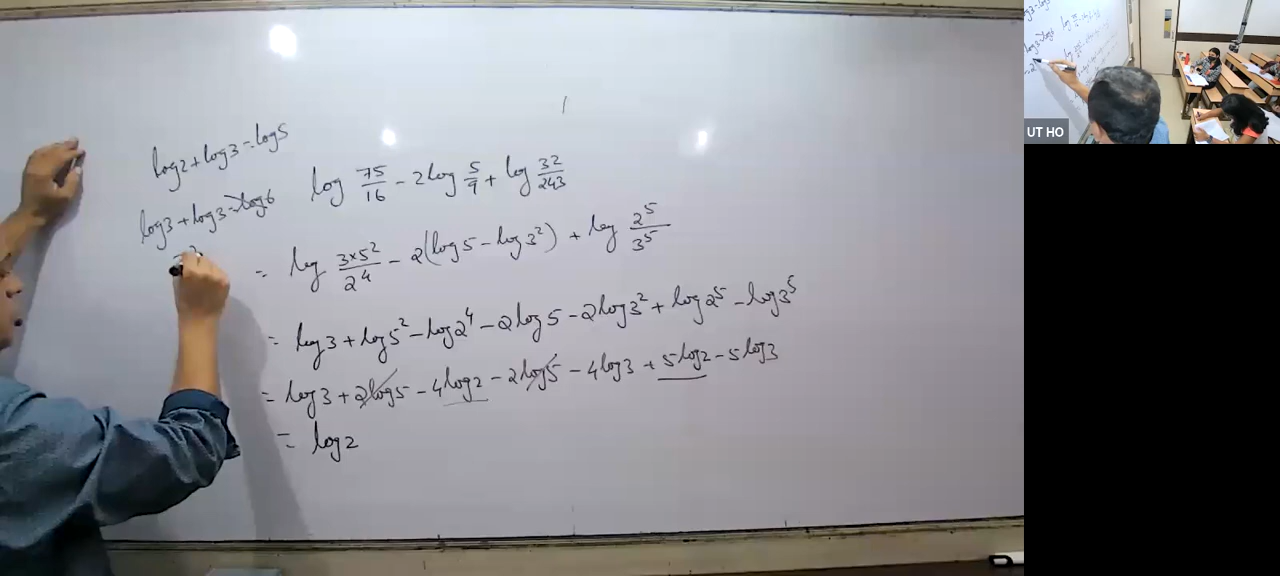 log2+log3=log5
log3+log3=log6
log 75/16 - 2log 5/9 + log 32/243
= log 3×5²/2⁴ - 2(log5 - log3²) + log 2⁵/3⁵
= log3 + log5² - log2⁴ - 2log5 - 2log3² + log2⁵ - log3⁵
= log3 + 2log5 - 4log2 - 2log5 - 4log3 + 5log2 - 5log3
= log2
UT HO